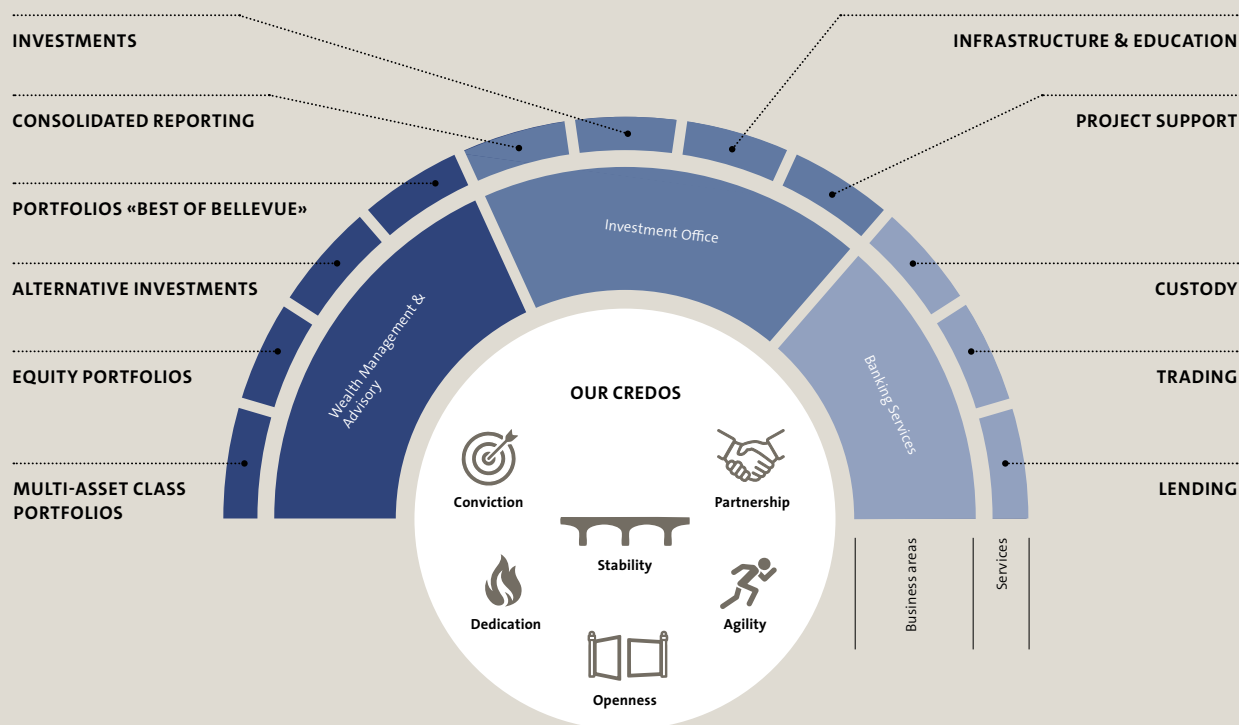 INVESTMENTS
CONSOLIDATED REPORTING
PORTFOLIOS «BEST OF BELLEVUE»
ALTERNATIVE INVESTMENTS
EQUITY PORTFOLIOS
MULTI-ASSET CLASS
PORTFOLIOS
INFRASTRUCTURE & EDUCATION
PROJECT SUPPORT
CUSTODY
TRADING
LENDING
Wealth Management &
Advisory
Investment Office
Banking Services
OUR CREDOS
Conviction
Partnership
Stability
Dedication
Agility
Openness
Business areas
Services